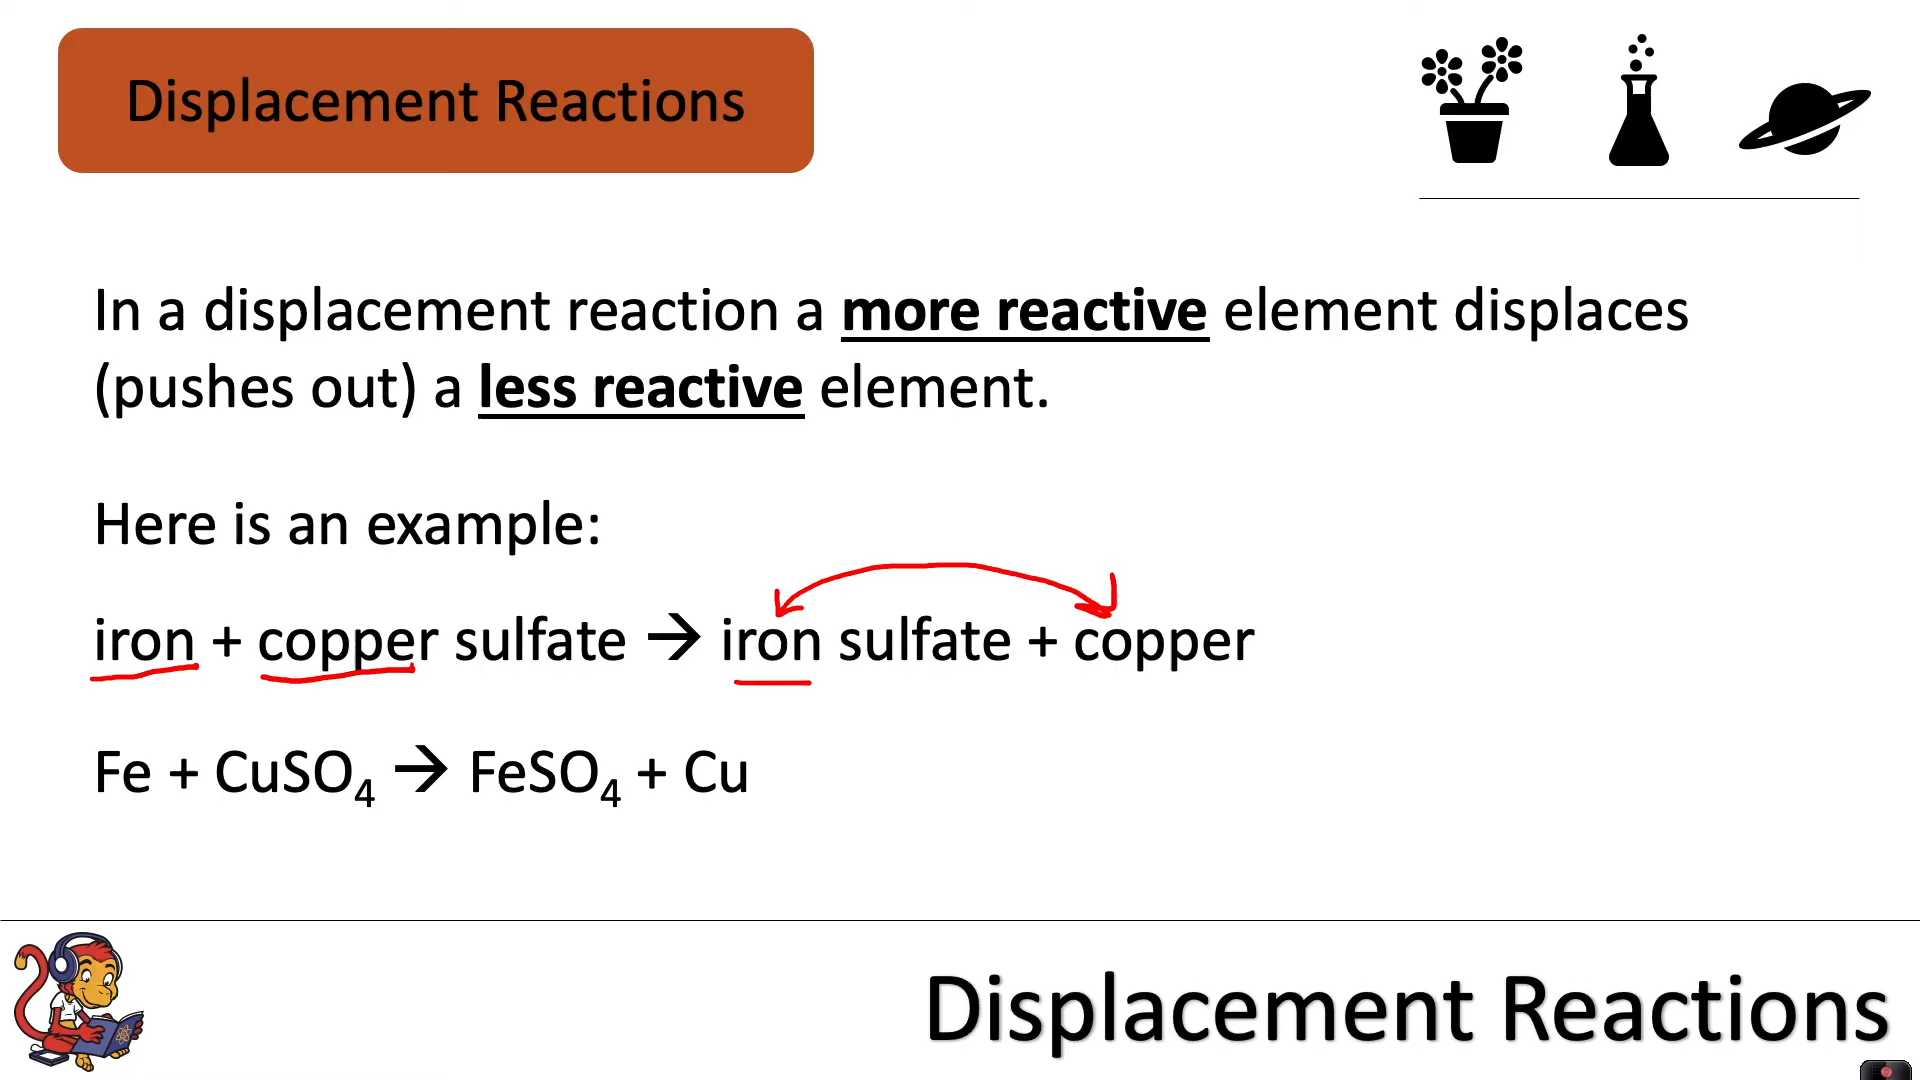 Displacement Reactions
In a displacement reaction a more reactive element displaces
(pushes out) a less reactive element.
Here is an example:
iron + copper sulfate → iron sulfate + copper
Fe + CuSO₄ → FeSO₄ + Cu
Displacement Reactions